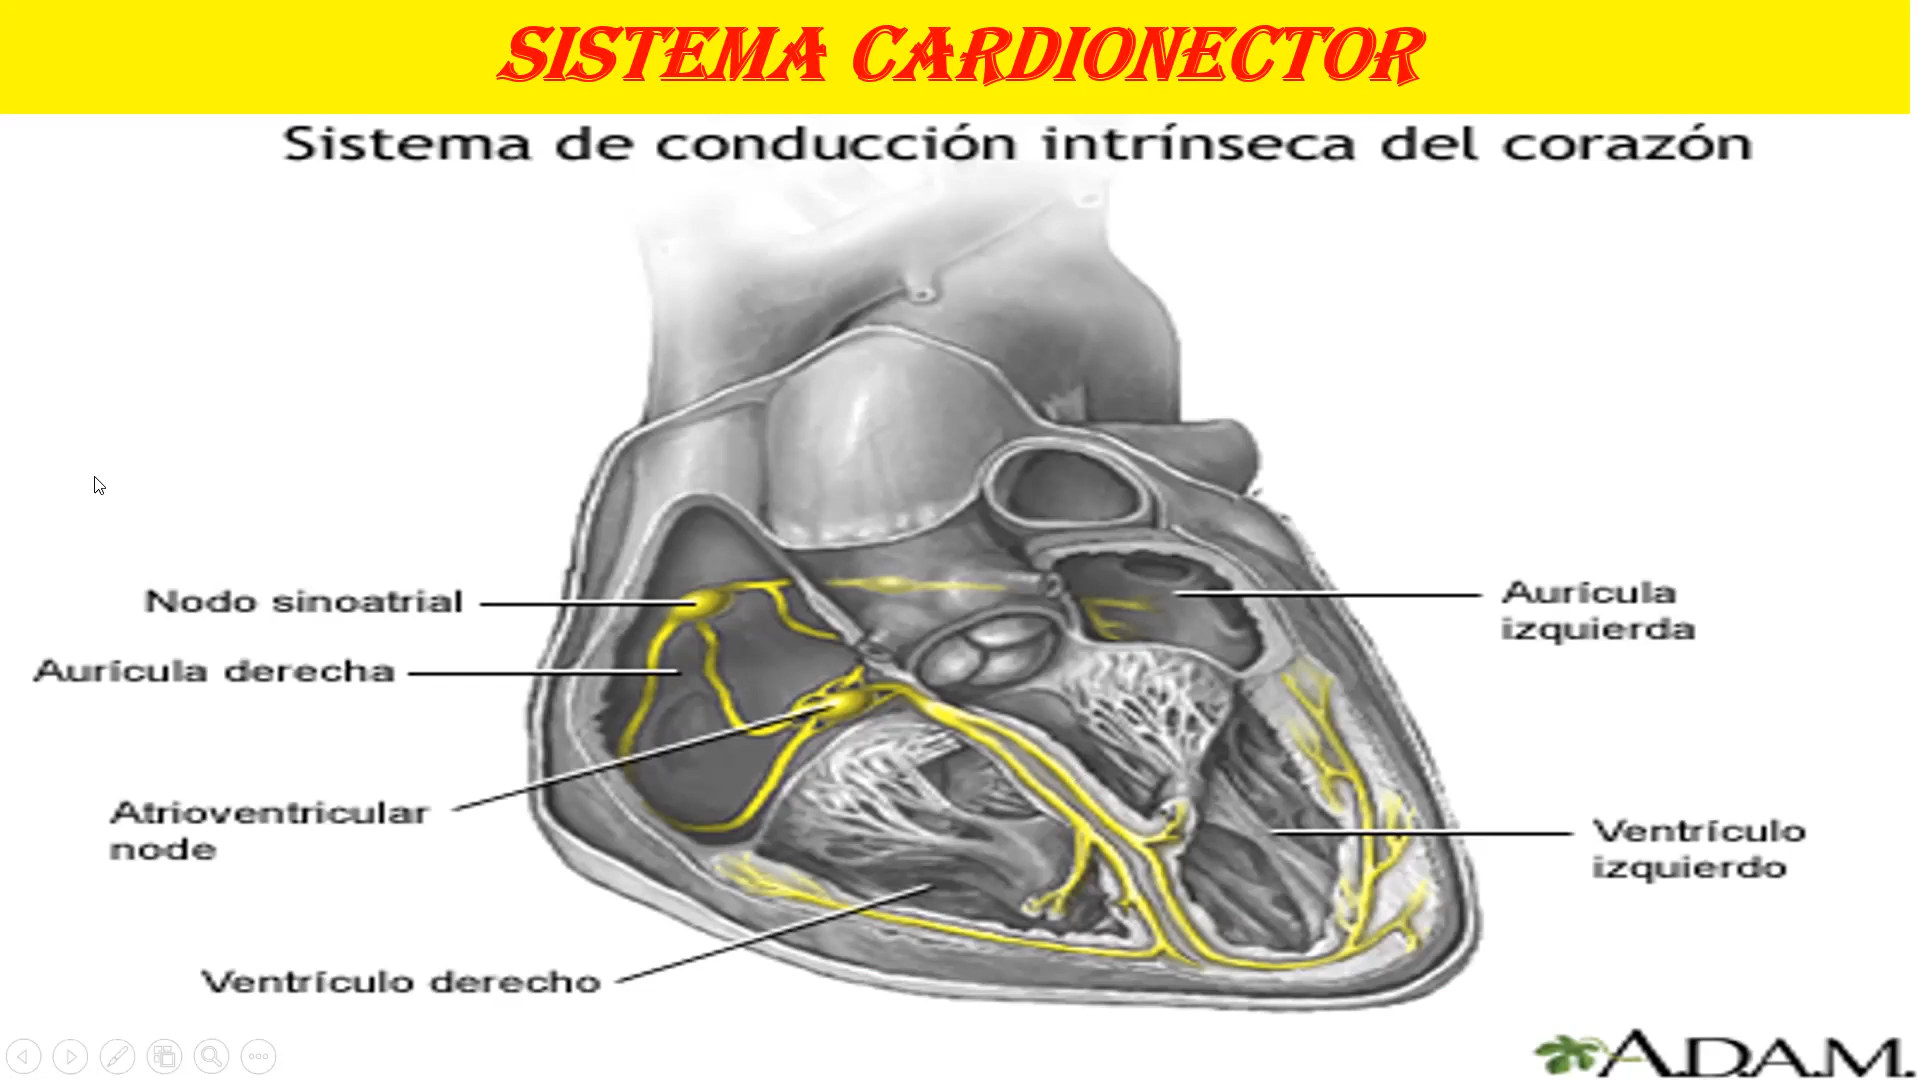 SISTEMA CARDIONECTOR
Sistema de conducción intrínseca del corazón
Nodo sinoatrial
Aurícula derecha
Atrioventricular
node
Ventrículo derecho
Aurícula
izquierda
Ventrículo
izquierdo
A.D.A.M.